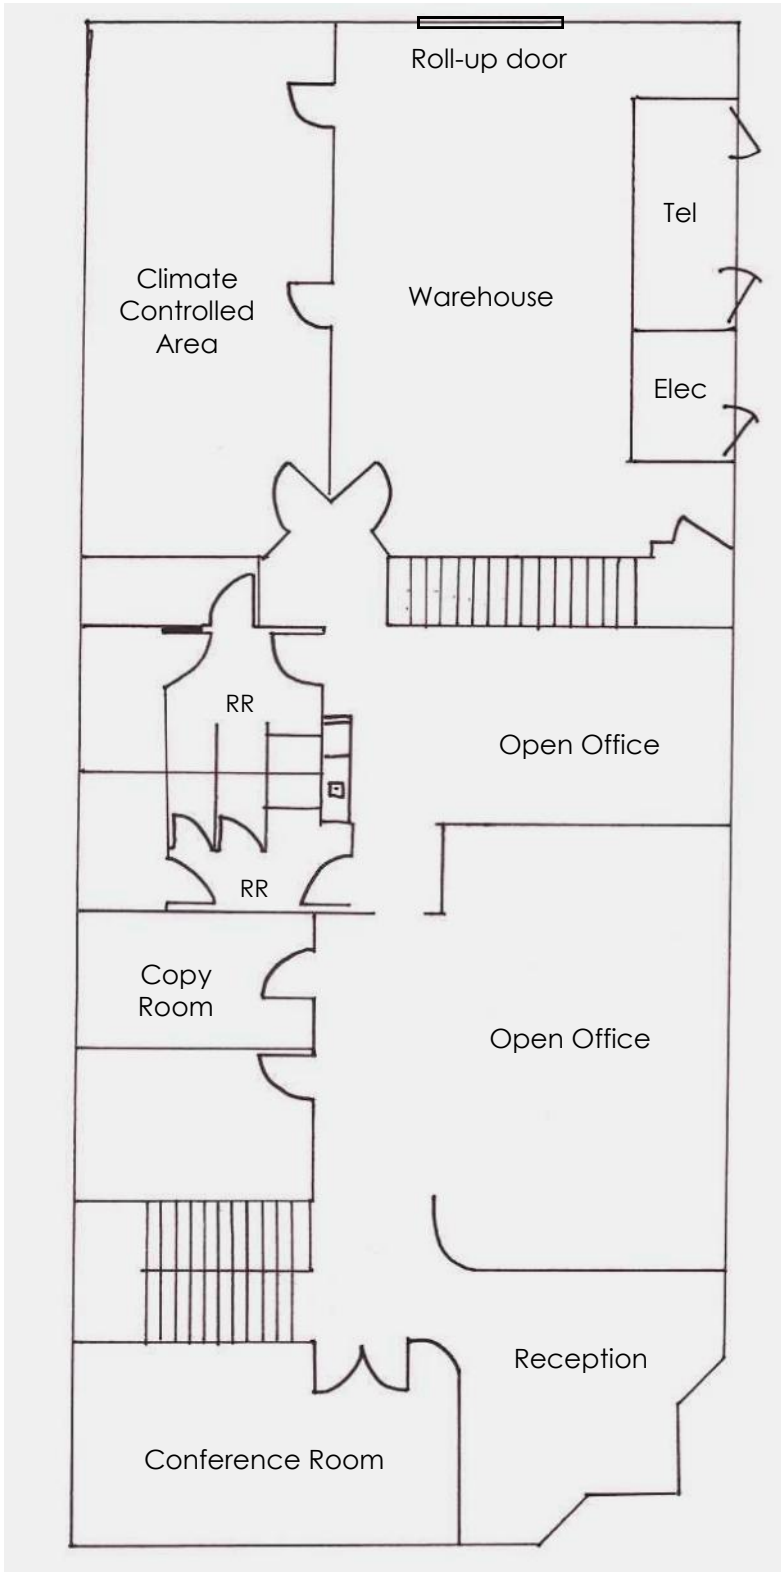 Roll-up door
Tel
Climate
Controlled
Area
Warehouse
Elec
RR
Open Office
RR
Copy
Room
Open Office
Reception
Conference Room